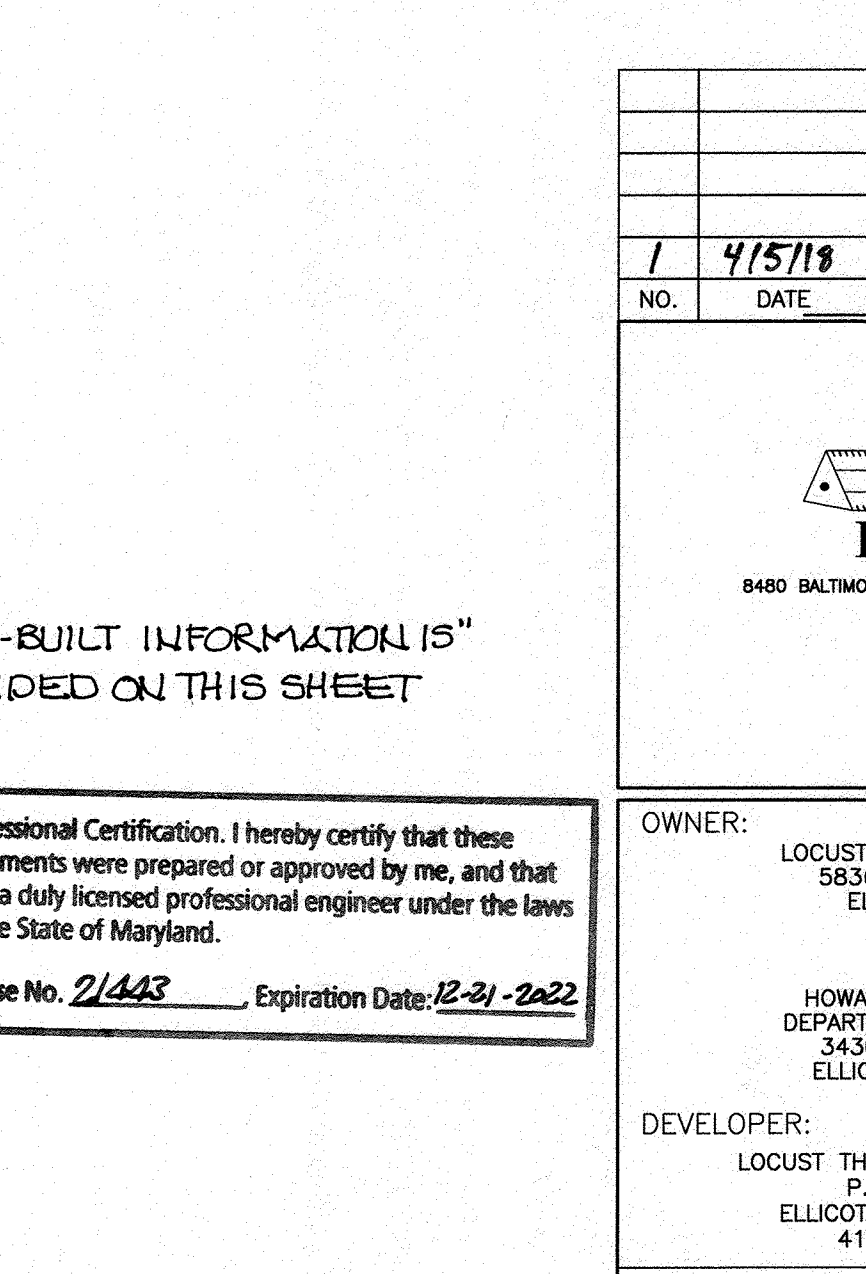 1 4/5/18
NO. DATE
8480 BALTIMO
-BUILT INFORMATION IS"
DED ON THIS SHEET
essional Certification. I hereby certify that these
ments were prepared or approved by me, and that
a duly licensed professional engineer under the laws
e State of Maryland.
se No. 21443, Expiration Date: 12-21-2022
OWNER:
LOCUST
583
EL
HOWA
DEPART
343
ELLIC
DEVELOPER:
LOCUST TH
P.
ELLICOT
41